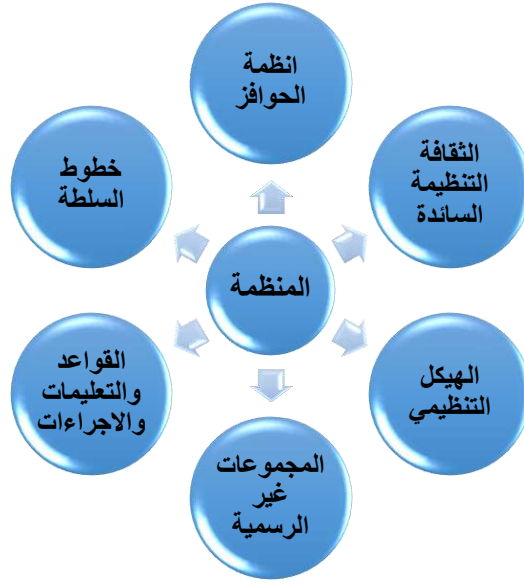 انظمة
الحوافز
الثقافة
التنظيمة
السائدة
خطوط
السلطة
المنظمة
الهيكل
التنظيمي
القواعد
والتعليمات
والاجراءات
المجموعات
غير
الرسمية